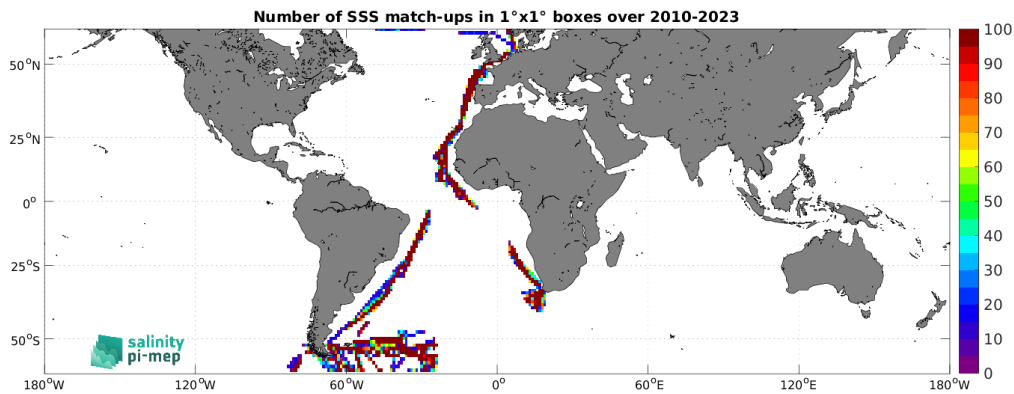 Number of SSS match-ups in 1°x1° boxes over 2010-2023
50°N
25°N
0°
25°S
50°S
180°W 120°W 60°W 0° 60°E 120°E 180°W
100
90
80
70
60
50
40
30
20
10
0
salinity
pi-mep